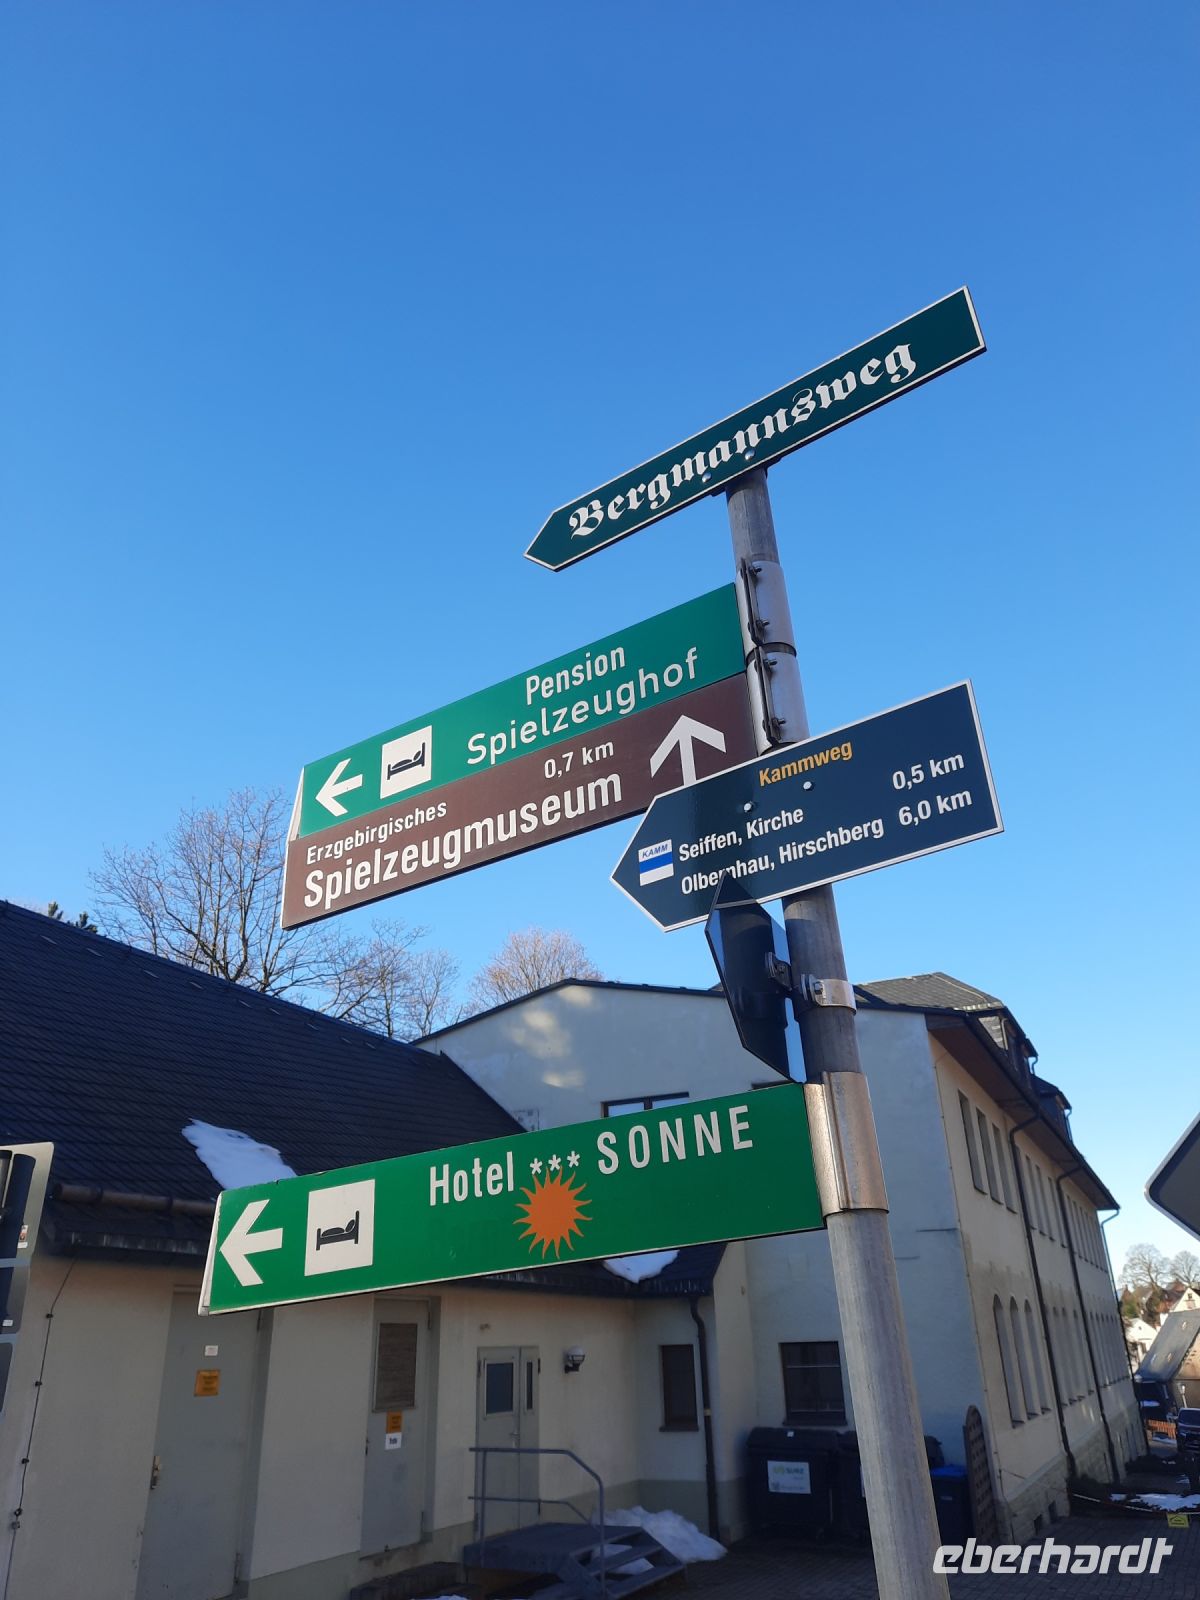 Bergmannsweg
Pension
Spielzeughof
0,7 km
Erzgebirgisches
Spielzeugmuseum
Kammweg
KAMM
Seiffen, Kirche 0,5 km
Olbernhau, Hirschberg 6,0 km
Hotel *** SONNE
eberhardt